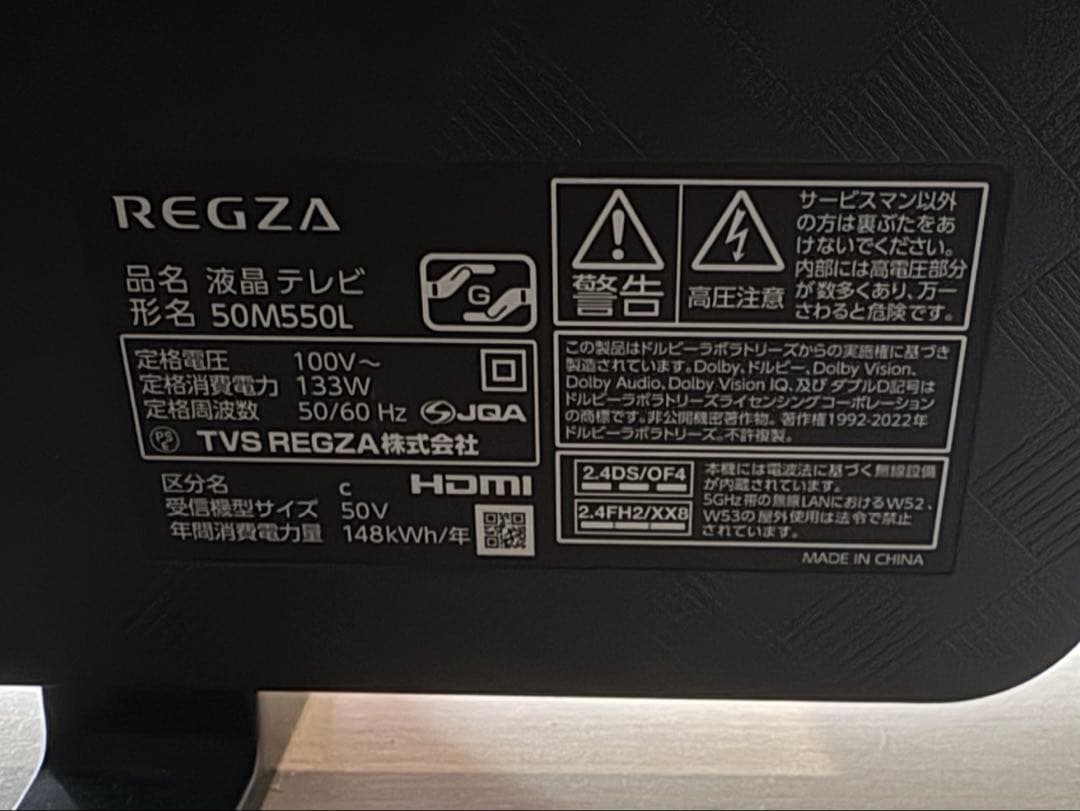 REGZA
品名 液晶テレビ
形名 50M550L
G
定格電圧 100V～
定格消費電力 133W
定格周波数 50/60 Hz JQA
PS E TVS REGZA株式会社
区分名 C HDMI
受信機型サイズ 50V
年間消費電力量 148kWh/年
警告
高圧注意
サービスマン以外
の方は裏ぶたをあ
けないでください。
内部には高電圧部分
が数多くあり、万一
さわると危険です。
この製品はドルビーラボラトリーズからの実施権に基づき
製造されています。Dolby、ドルビー、Dolby Vision、
Dolby Audio、Dolby Vision IQ、及び ダブルD記号は
ドルビーラボラトリーズライセンシングコーポレーション
の商標です。非公開機密著作物。著作権1992-2022年
ドルビーラボラトリーズ。不許複製。
2.4DS/OF4
2.4FH2/XX8
本機には電波法に基づく無線設備
が内蔵されています。
5GHz帯の無線LANにおけるW52、
W53の屋外使用は法令で禁止
されています。
MADE IN CHINA